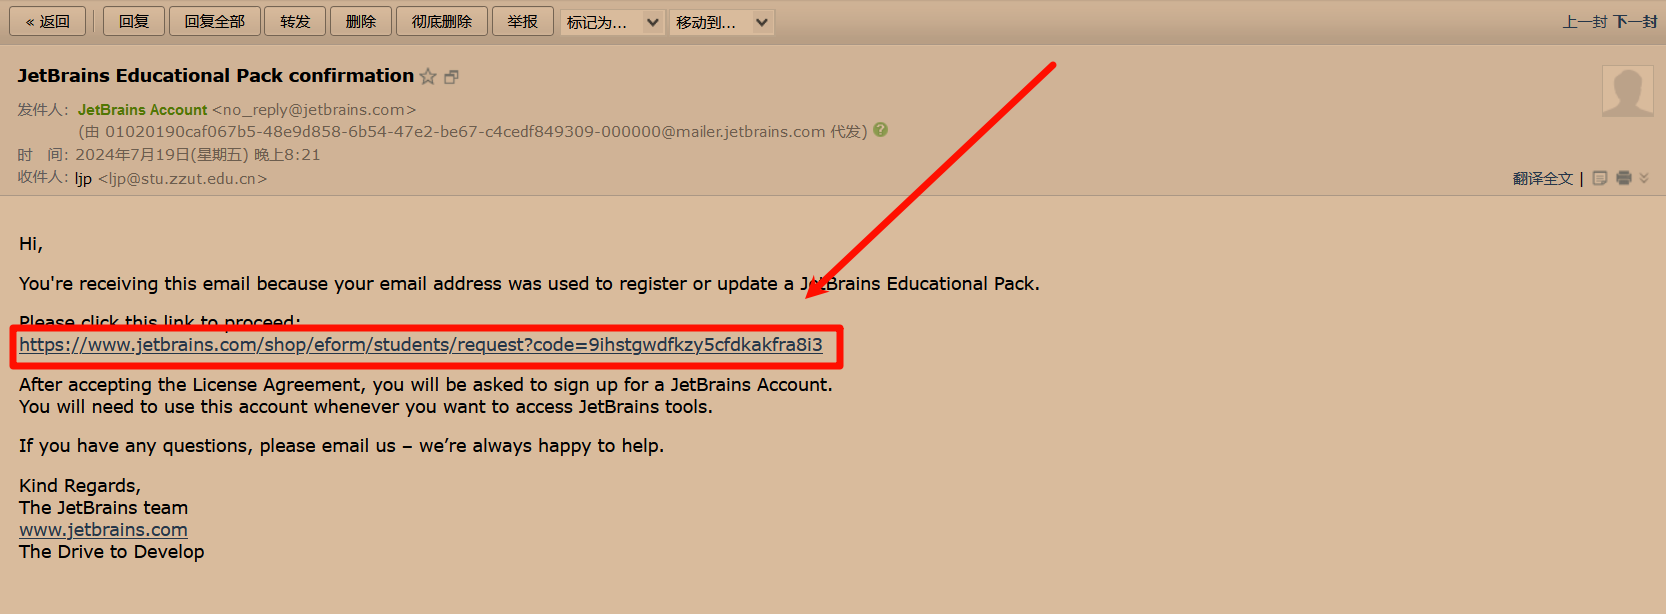 « 返回 回复 回复全部 转发 删除 彻底删除 举报 标记为... 移动到... 上一封 下一封
JetBrains Educational Pack confirmation
发件人: JetBrains Account <no_reply@jetbrains.com>
(由 01020190caf067b5-48e9d858-6b54-47e2-be67-c4cedf849309-000000@mailer.jetbrains.com 代发)
时 间: 2024年7月19日(星期五) 晚上8:21
收件人: ljp <ljp@stu.zzut.edu.cn>
翻译全文 |
Hi,
You're receiving this email because your email address was used to register or update a JetBrains Educational Pack.
Please click this link to proceed:
https://www.jetbrains.com/shop/eform/students/request?code=9ihstgwdfkzy5cfdkakfra8i3
After accepting the License Agreement, you will be asked to sign up for a JetBrains Account.
You will need to use this account whenever you want to access JetBrains tools.
If you have any questions, please email us – we’re always happy to help.
Kind Regards,
The JetBrains team
www.jetbrains.com
The Drive to Develop